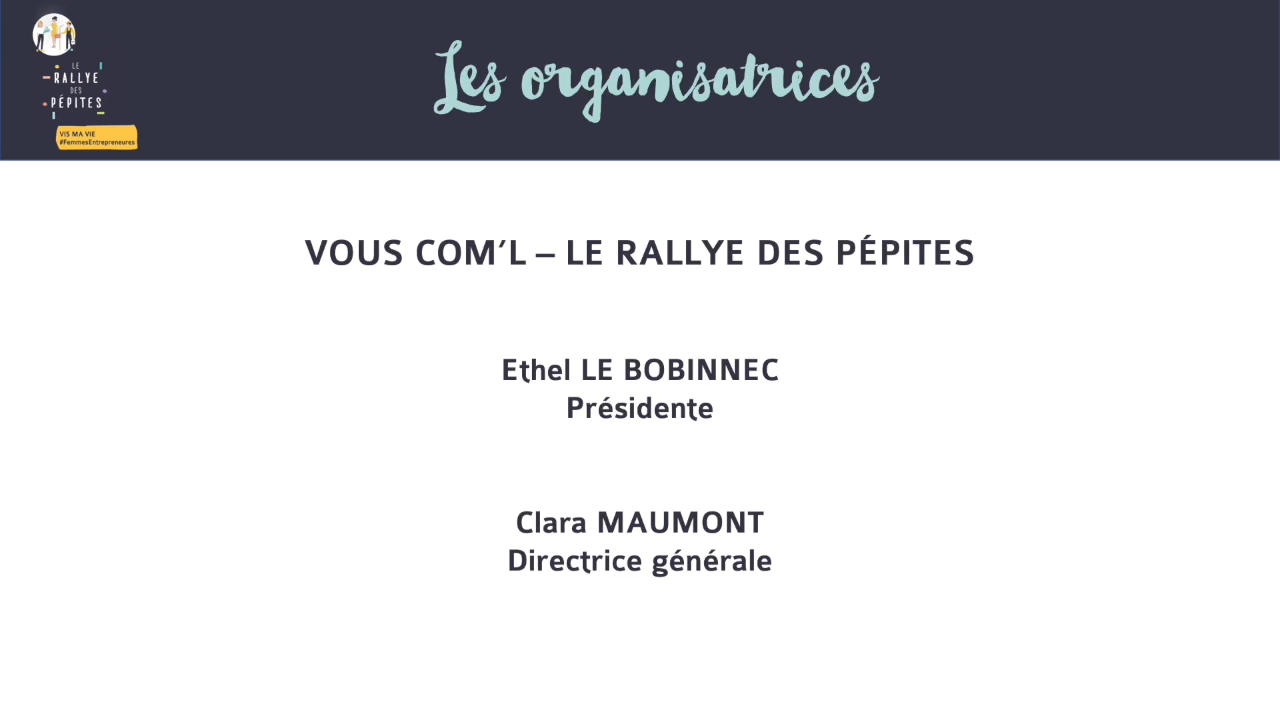 LE
RALLYE
DES
PÉPITES
VIS MA VIE
#FemmesEntrepreneures
Les organisatrices
VOUS COM’L – LE RALLYE DES PÉPITES
Ethel LE BOBINNEC
Présidente
Clara MAUMONT
Directrice générale